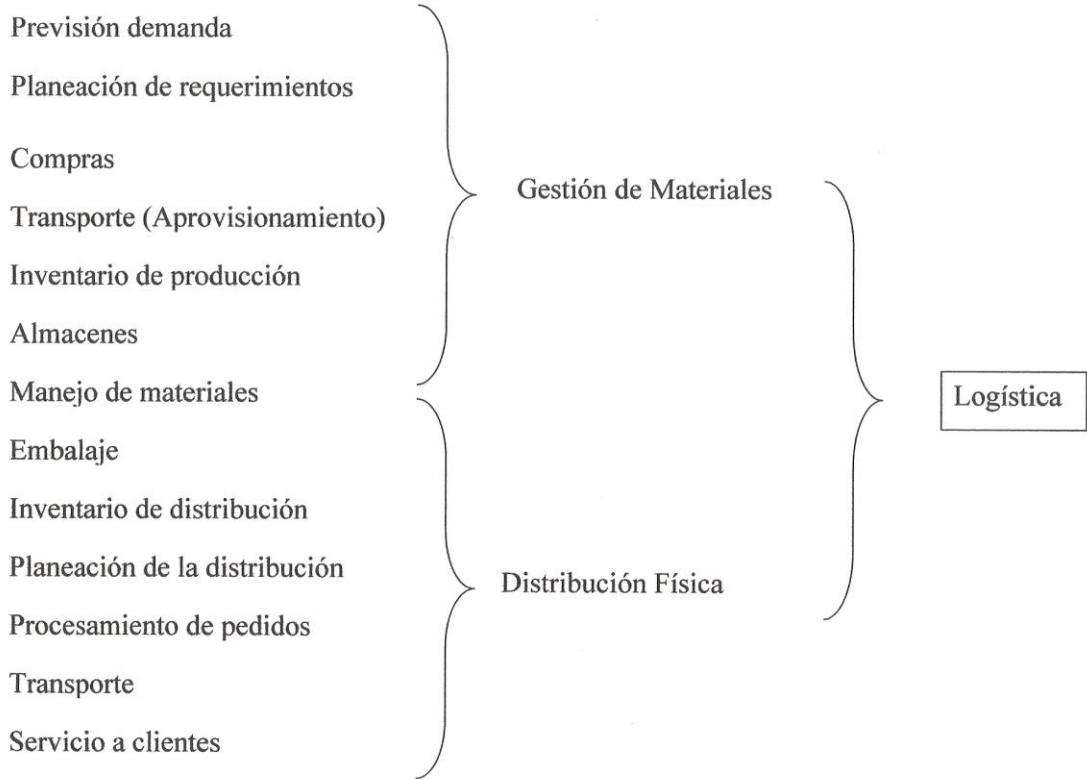 Previsión demanda
Planeación de requerimientos
Compras
Gestión de Materiales
Transporte (Aprovisionamiento)
Inventario de producción
Almacenes
Manejo de materiales
Logística
Embalaje
Inventario de distribución
Planeación de la distribución
Distribución Física
Procesamiento de pedidos
Transporte
Servicio a clientes